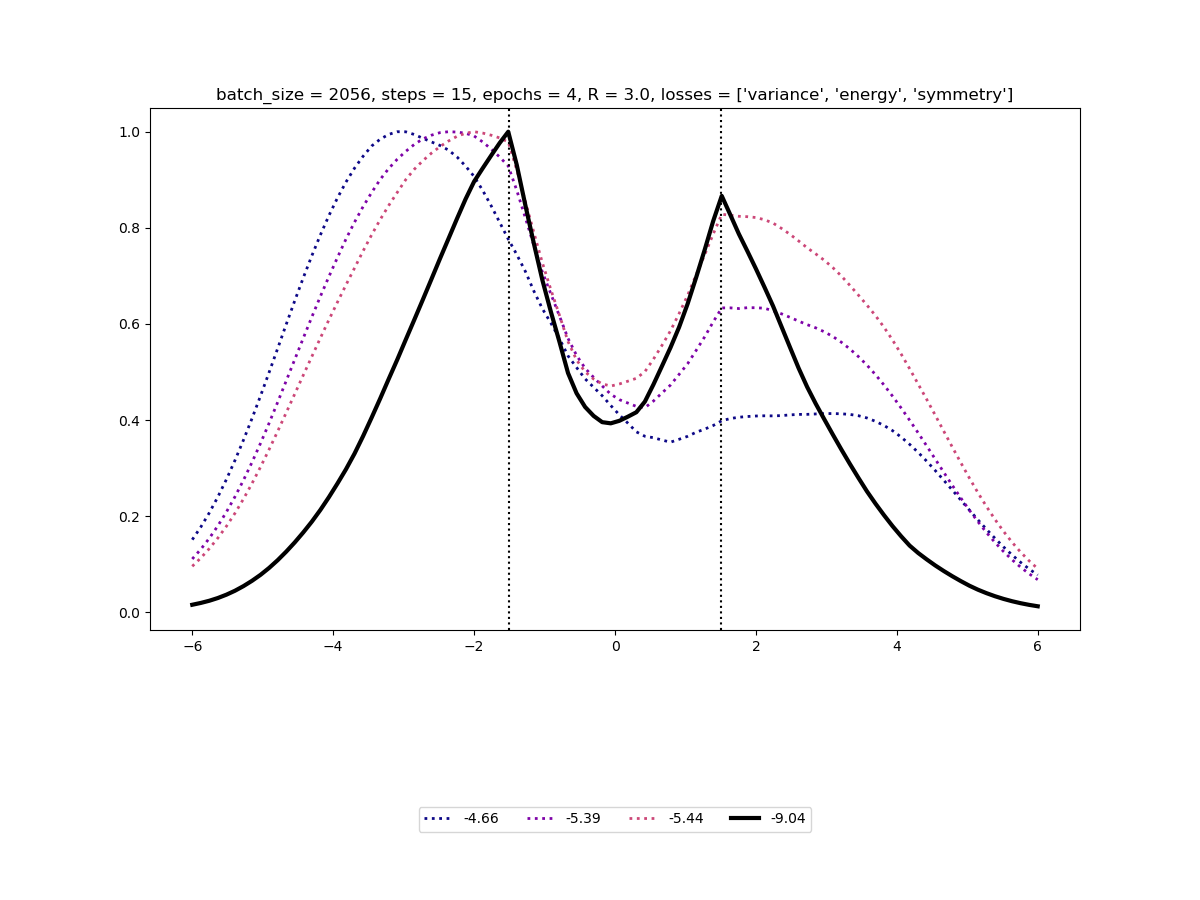 batch_size = 2056, steps = 15, epochs = 4, R = 3.0, losses = ['variance', 'energy', 'symmetry']
1.0
0.8
0.6
0.4
0.2
0.0
−6 −4 −2 0 2 4 6
-4.66 -5.39 -5.44 -9.04